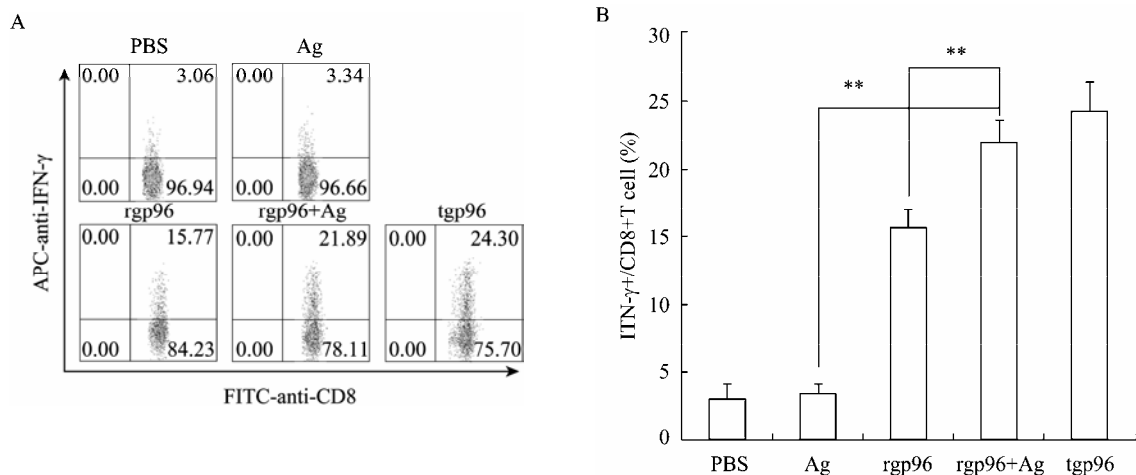 A
PBS
Ag
0.00 3.06
0.00 3.34
0.00 96.94
0.00 96.66
rgp96
rgp96+Ag
tgp96
0.00 15.77
0.00 21.89
0.00 24.30
0.00 84.23
0.00 78.11
0.00 75.70
APC-anti-IFN-γ
FITC-anti-CD8
B
ITN-γ+/CD8+T cell (%)
30
25
20
15
10
5
0
**
**
PBS
Ag
rgp96
rgp96+Ag
tgp96